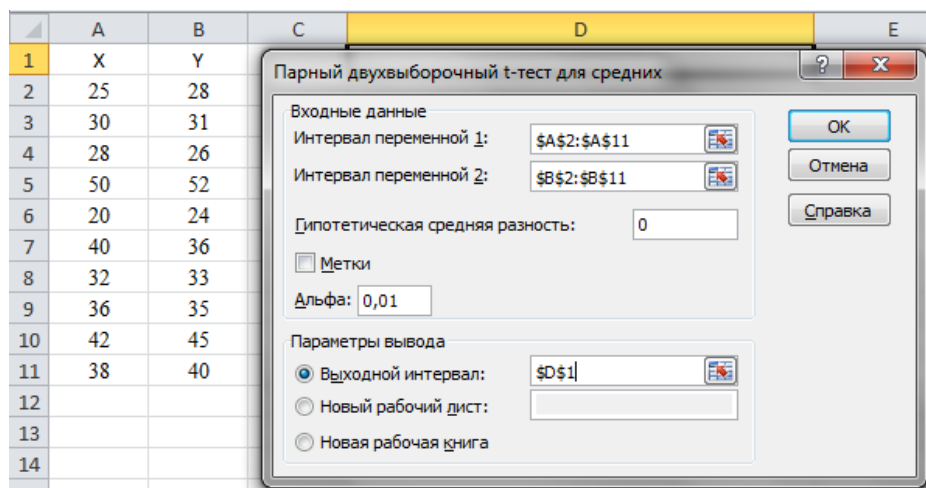 A B C D E
1 X Y
2 25 28
3 30 31
4 28 26
5 50 52
6 20 24
7 40 36
8 32 33
9 36 35
10 42 45
11 38 40
12
13
14
Парный двухвыборочный t-тест для средних
?
Входные данные
Интервал переменной 1: $A$2:$A$11
Интервал переменной 2: $B$2:$B$11
Гипотетическая средняя разность: 0
Метки
Альфа: 0,01
Параметры вывода
Выходной интервал: $D$1
Новый рабочий лист:
Новая рабочая книга
OK
Отмена
Справка